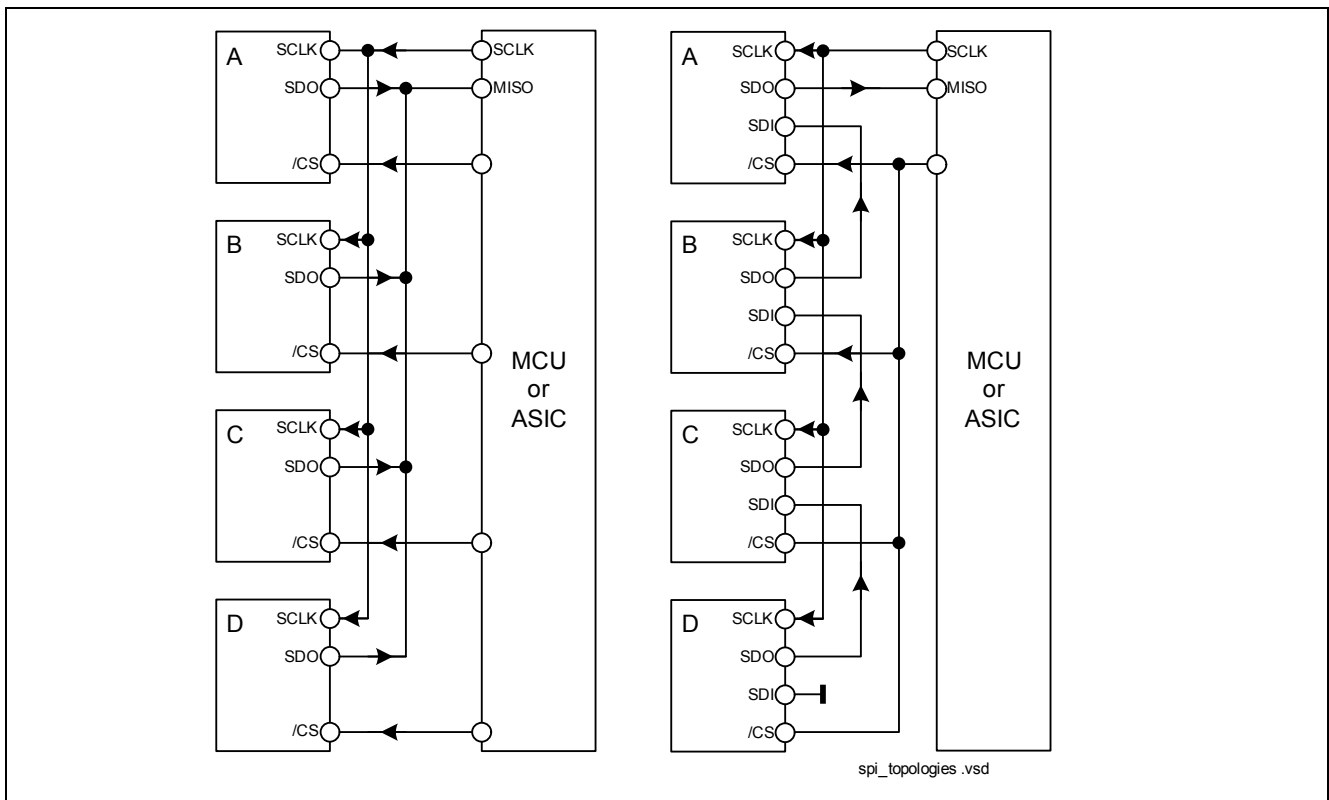 A
SCLK
SDO
/CS
B
SCLK
SDO
/CS
C
SCLK
SDO
/CS
D
SCLK
SDO
/CS
SCLK
MISO
MCU
or
ASIC
A
SCLK
SDO
SDI
/CS
B
SCLK
SDO
SDI
/CS
C
SCLK
SDO
SDI
/CS
D
SCLK
SDO
SDI
/CS
SCLK
MISO
MCU
or
ASIC
spi_topologies .vsd